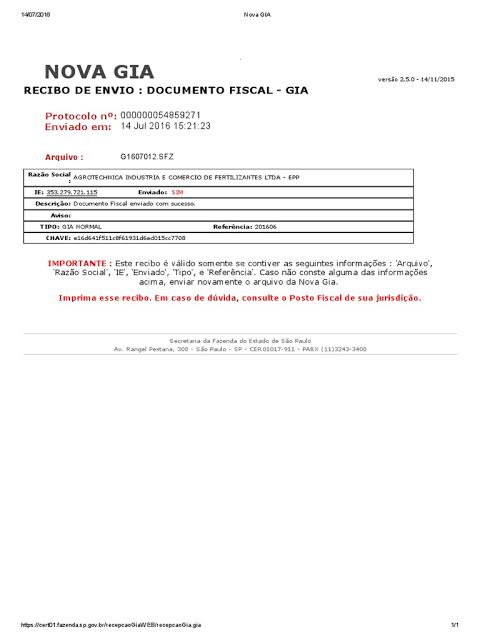 14/07/2016 Nova GIA
NOVA GIA
versão 2.5.0 - 14/11/2015
RECIBO DE ENVIO : DOCUMENTO FISCAL - GIA
Protocolo nº: 000000054859271
Enviado em: 14 Jul 2016 15:21:23
Arquivo : G1607012.SFZ
Razão Social : AGROTECHNICA INDUSTRIA E COMERCIO DE FERTILIZANTES LTDA - EPP
IE: 353.279.721.115 Enviado: SIM
Descrição: Documento Fiscal enviado com sucesso.
Aviso:
TIPO: GIA NORMAL Referência: 201606
CHAVE: e16d641f511c8f61931d6ad015cc7708
IMPORTANTE : Este recibo é válido somente se contiver as seguintes informações : 'Arquivo',
'Razão Social', 'IE', 'Enviado', 'Tipo', e 'Referência'. Caso não conste alguma das informações
acima, enviar novamente o arquivo da Nova Gia.
Imprima esse recibo. Em caso de dúvida, consulte o Posto Fiscal de sua jurisdição.
Secretaria da Fazenda do Estado de São Paulo
Av. Rangel Pestana, 300 - São Paulo - SP - CEP.01017-911 - PABX (11)3243-3400
https://cert01.fazenda.sp.gov.br/recepcaoGiaWEB/recepcaoGia.gia 1/1